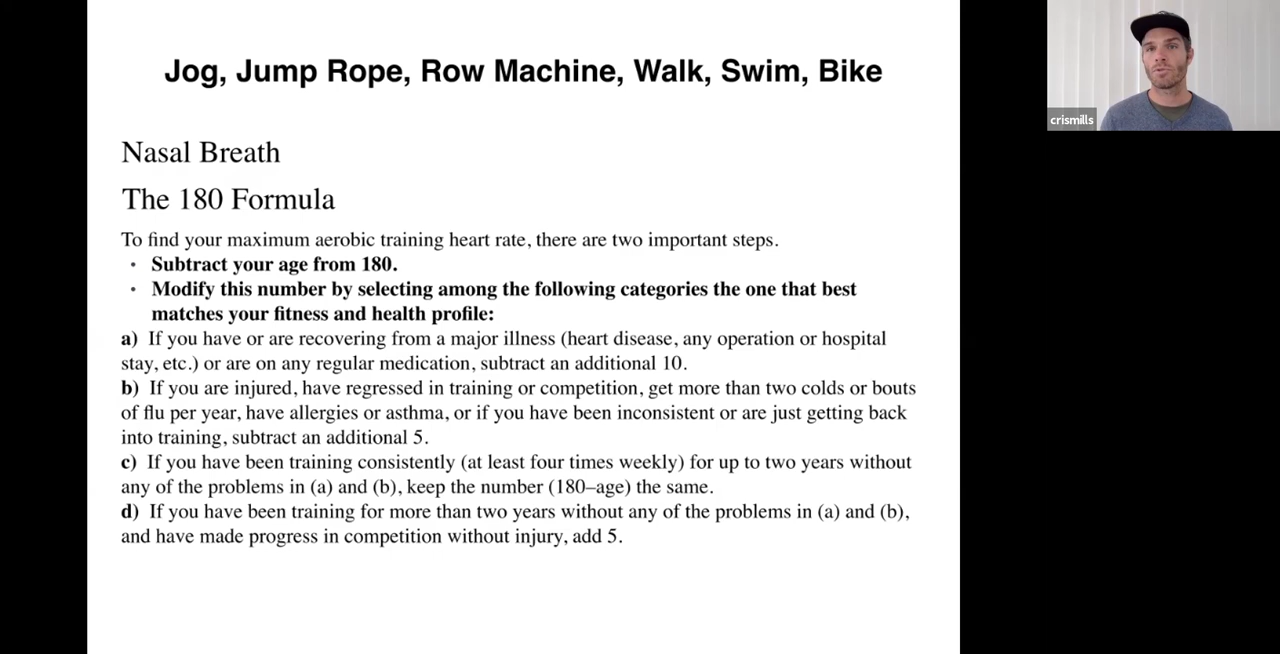 Jog, Jump Rope, Row Machine, Walk, Swim, Bike
crismills
Nasal Breath
The 180 Formula
To find your maximum aerobic training heart rate, there are two important steps.
• Subtract your age from 180.
• Modify this number by selecting among the following categories the one that best
matches your fitness and health profile:
a) If you have or are recovering from a major illness (heart disease, any operation or hospital
stay, etc.) or are on any regular medication, subtract an additional 10.
b) If you are injured, have regressed in training or competition, get more than two colds or bouts
of flu per year, have allergies or asthma, or if you have been inconsistent or are just getting back
into training, subtract an additional 5.
c) If you have been training consistently (at least four times weekly) for up to two years without
any of the problems in (a) and (b), keep the number (180–age) the same.
d) If you have been training for more than two years without any of the problems in (a) and (b),
and have made progress in competition without injury, add 5.